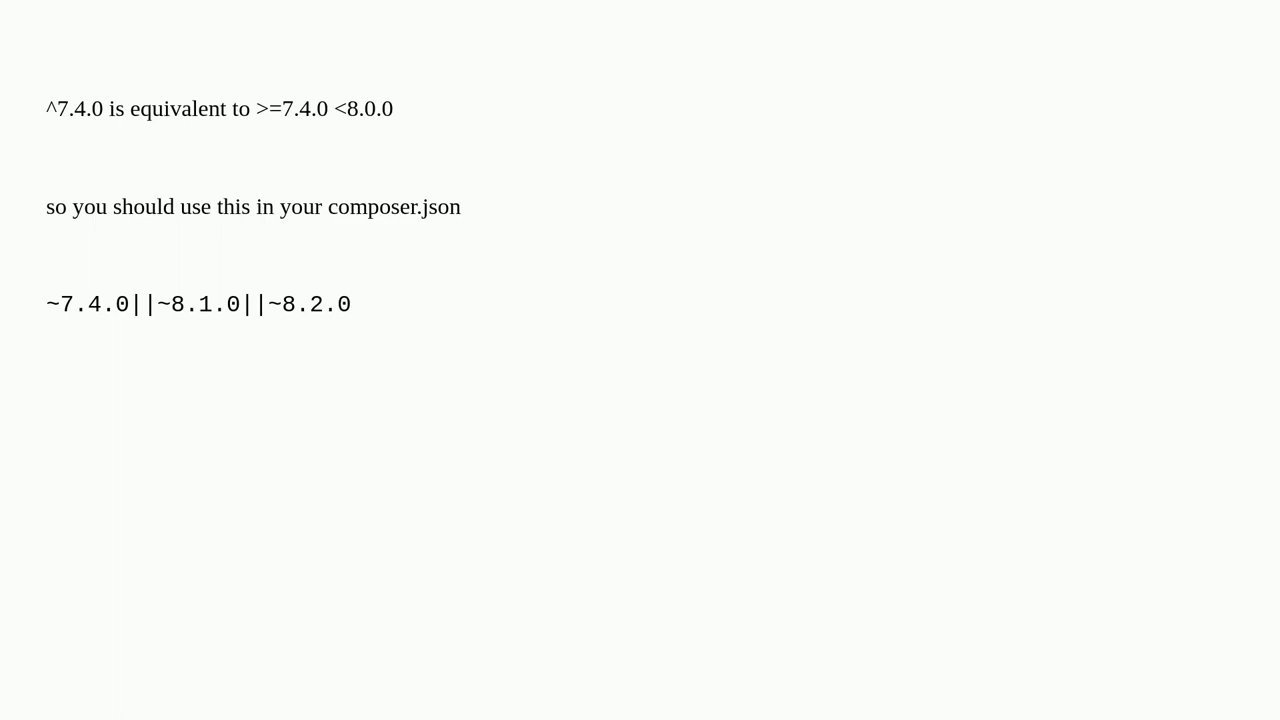 ^7.4.0 is equivalent to >=7.4.0 <8.0.0
so you should use this in your composer.json
~7.4.0||~8.1.0||~8.2.0